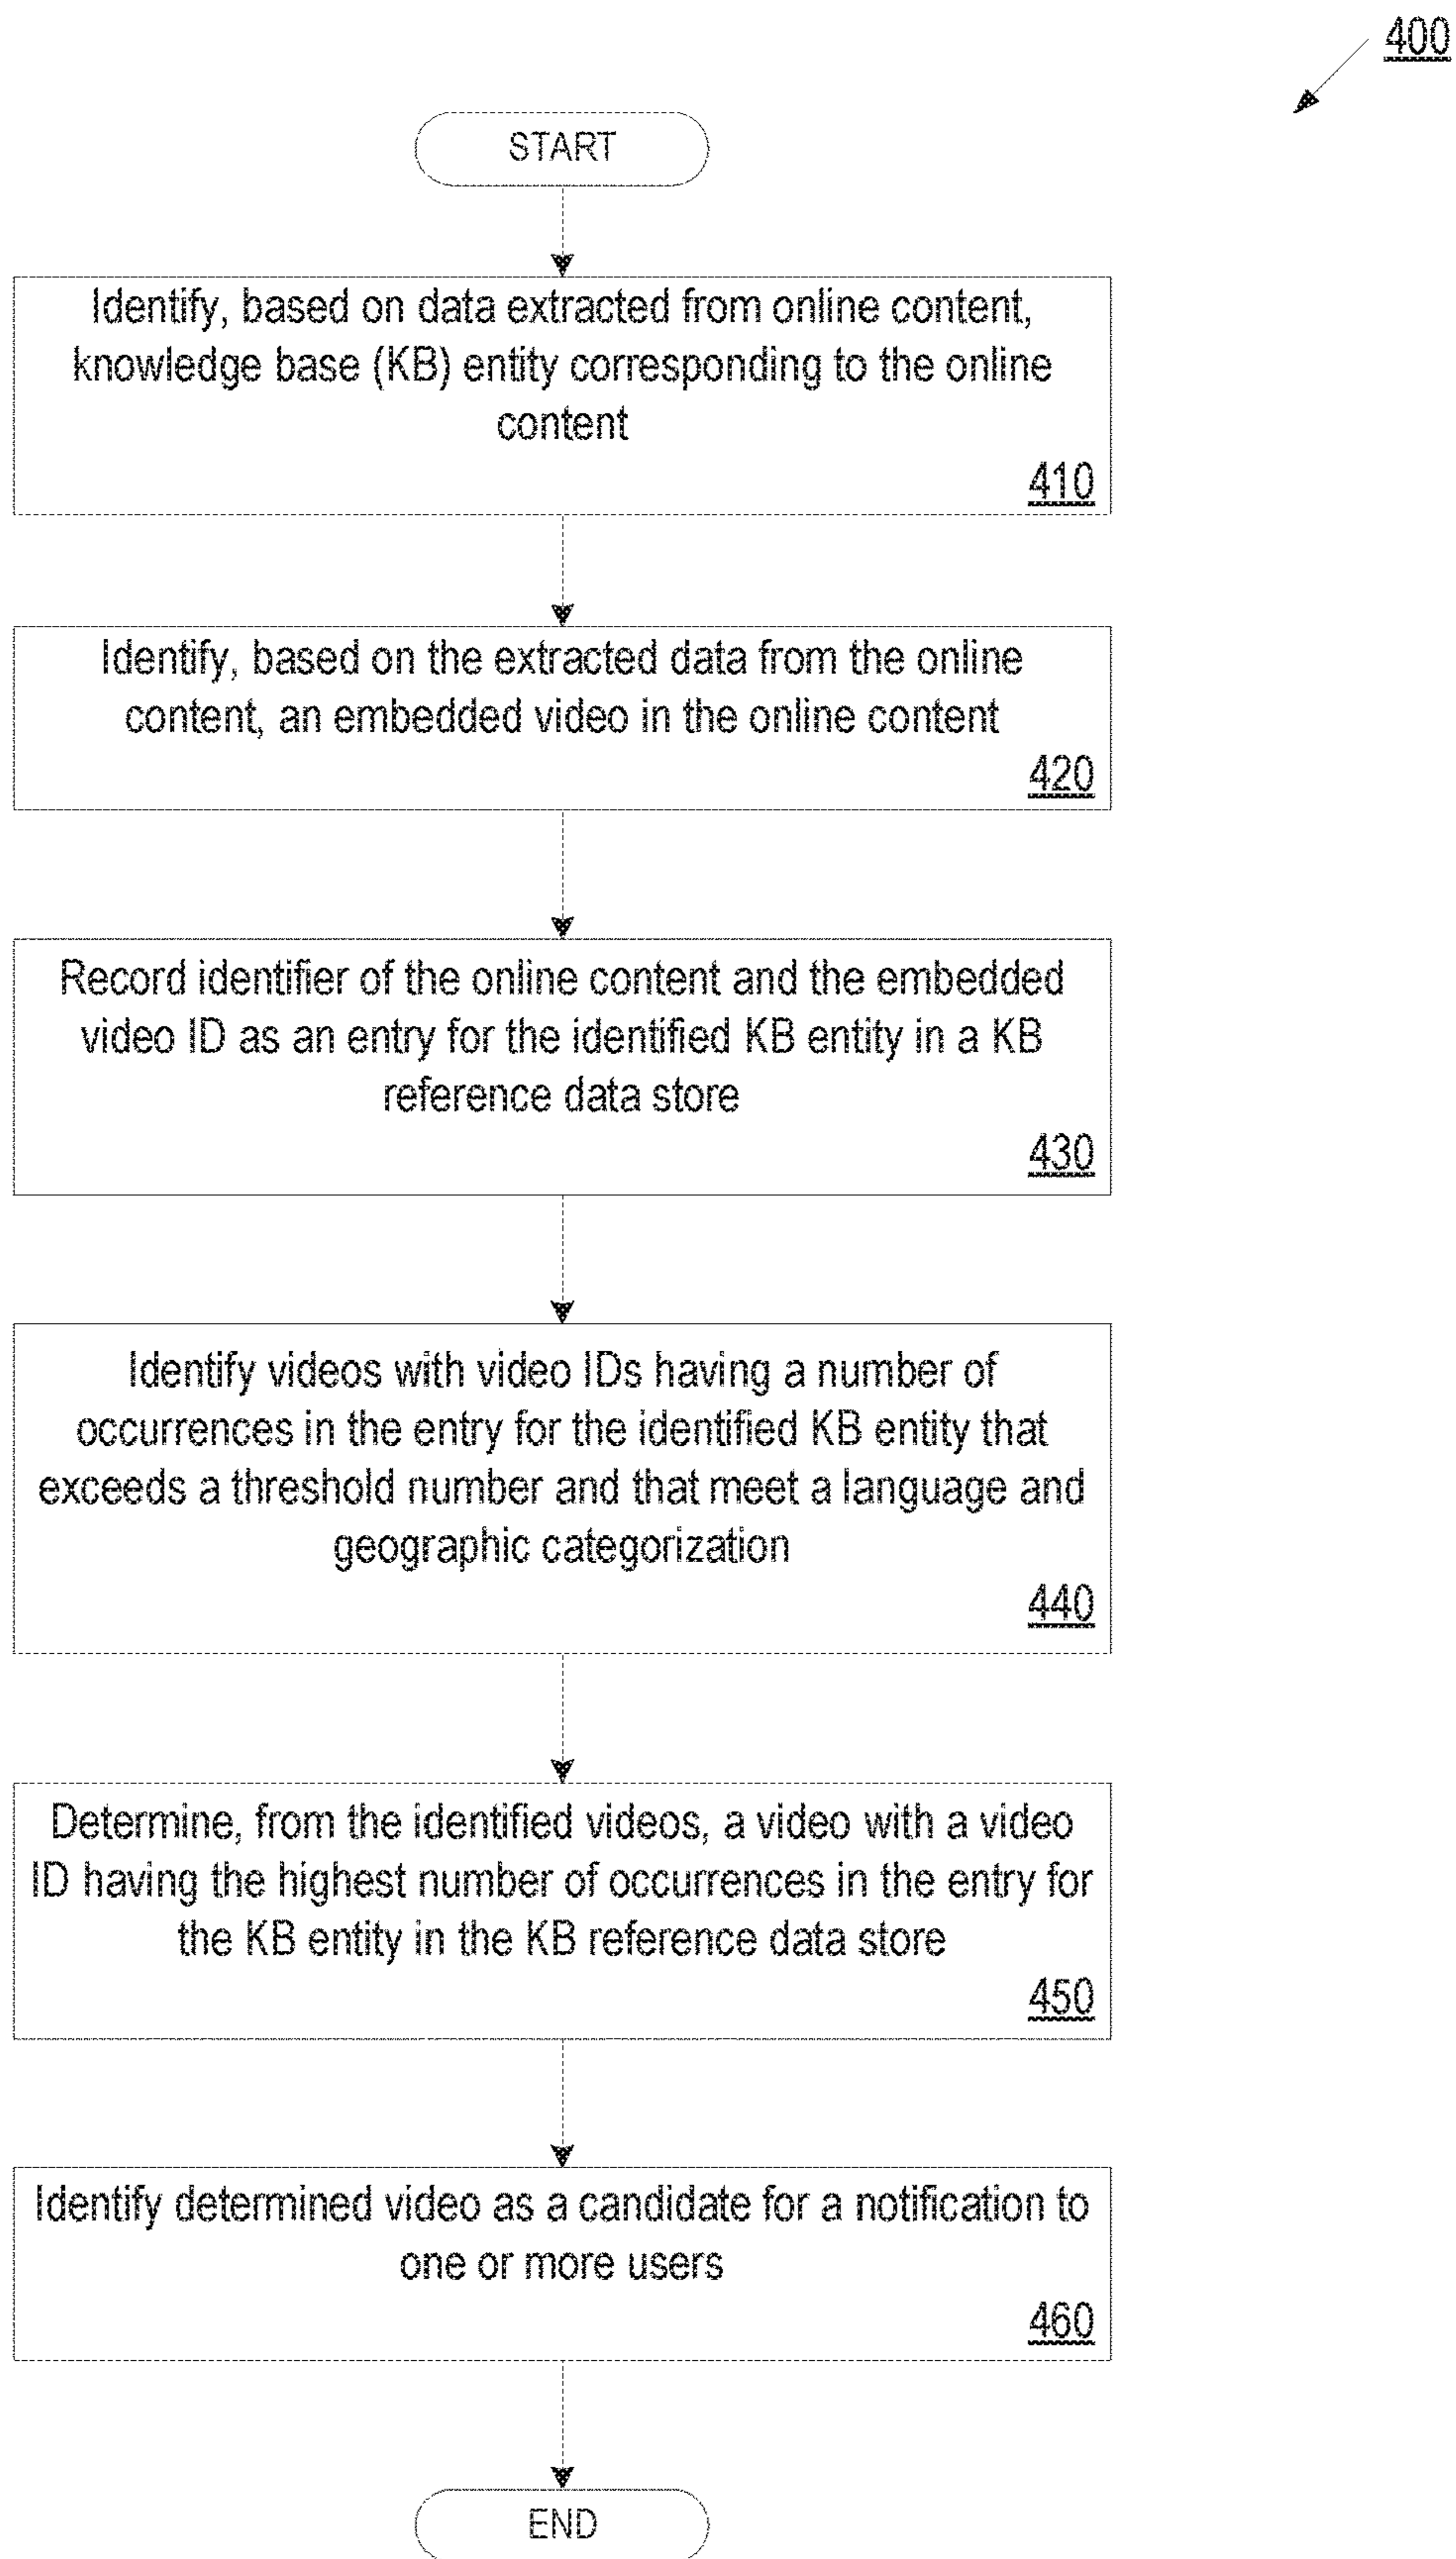 400
START
Identify, based on data extracted from online content,
knowledge base (KB) entity corresponding to the online
content
410
Identify, based on the extracted data from the online
content, an embedded video in the online content
420
Record identifier of the online content and the embedded
video ID as an entry for the identified KB entity in a KB
reference data store
430
Identify videos with video IDs having a number of
occurrences in the entry for the identified KB entity that
exceeds a threshold number and that meet a language and
geographic categorization
440
Determine, from the identified videos, a video with a video
ID having the highest number of occurrences in the entry for
the KB entity in the KB reference data store
450
Identify determined video as a candidate for a notification to
one or more users
460
END